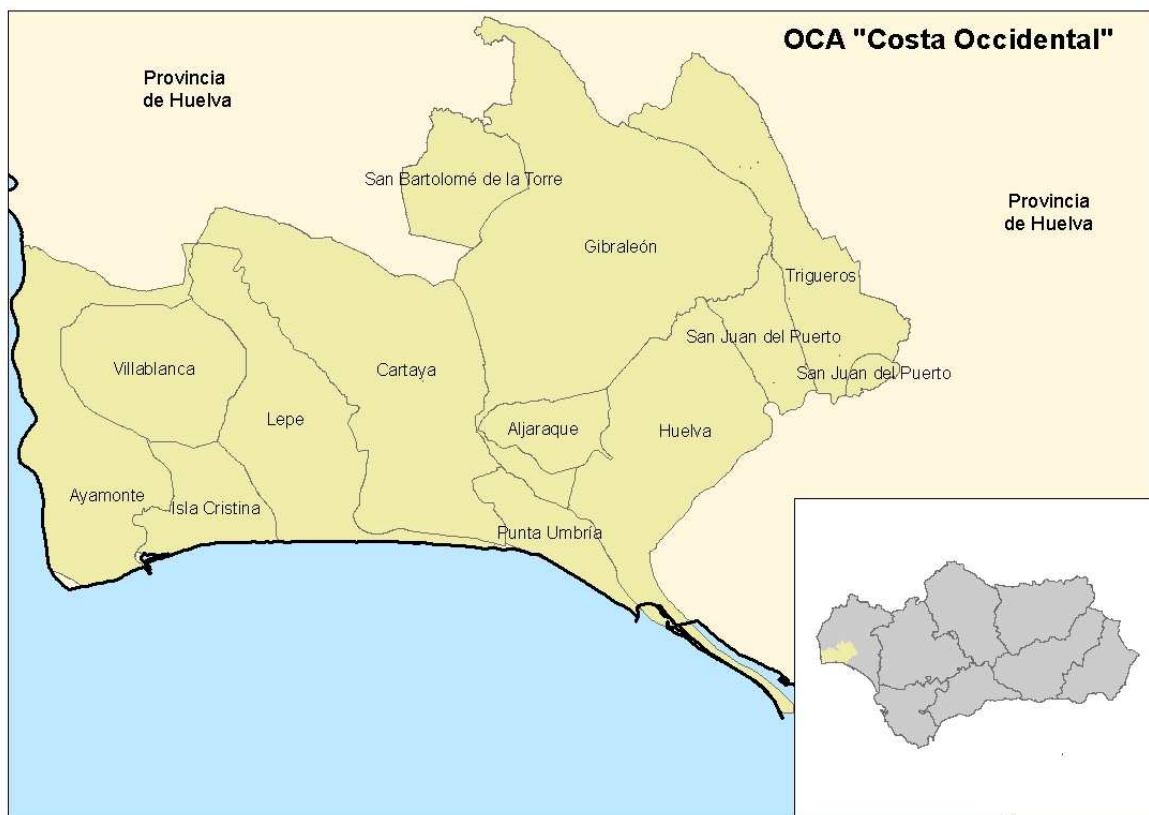 OCA "Costa Occidental"
Provincia
de Huelva
San Bartolomé de la Torre
Provincia
de Huelva
Gibraleón
Trigueros
San Juan del Puerto
Villablanca
Cartaya
San Juan del Puerto
Lepe
Aljaraque
Huelva
Ayamonte
Isla Cristina
Punta Umbría